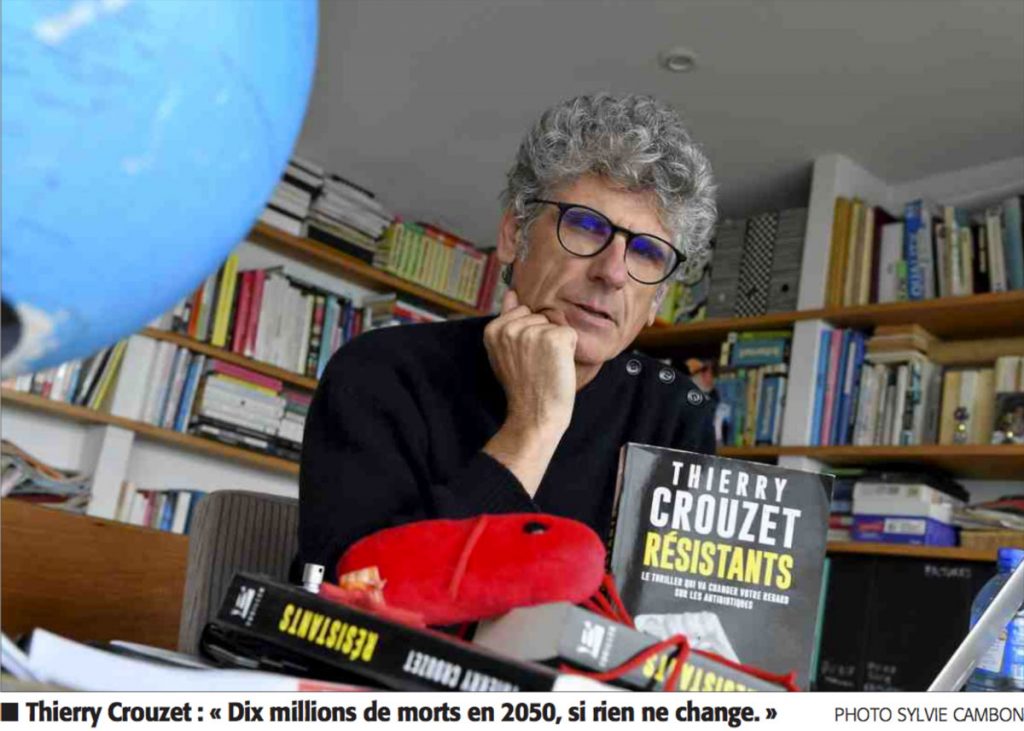 THIERRY
CROUZET
RÉSISTANTS
LE THRILLER QUI VA CHANGER VOTRE REGARD
SUR LES ANTIBIOTIQUES
RÉSISTANTS THIERRY CROUZET
RÉSISTANTS
■ Thierry Crouzet : « Dix millions de morts en 2050, si rien ne change. »
PHOTO SYLVIE CAMBON